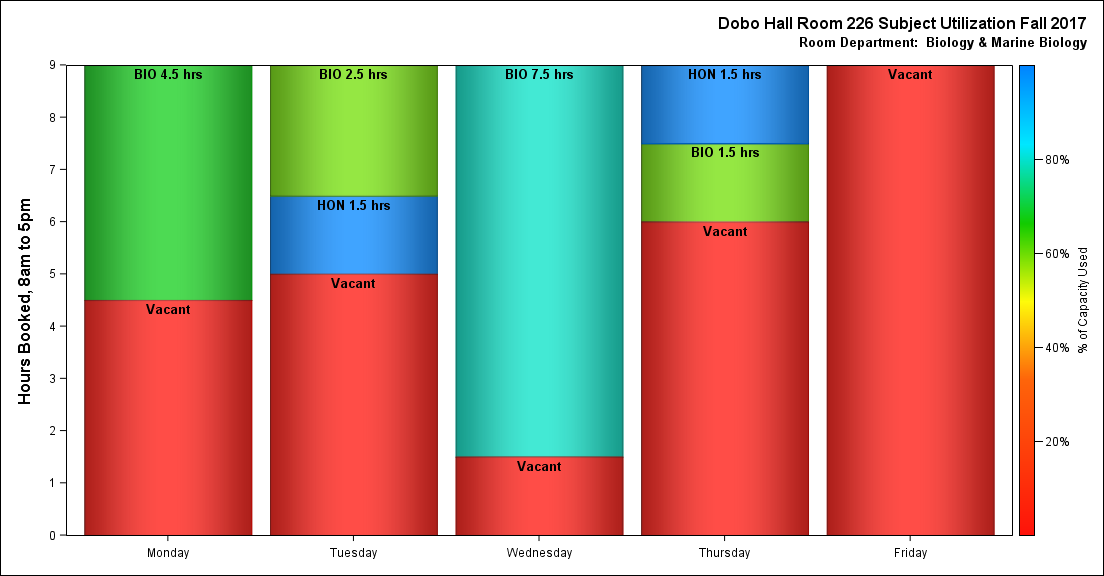 Dobo Hall Room 226 Subject Utilization Fall 2017
Room Department:  Biology & Marine Biology
Hours Booked, 8am to 5pm
9
8
7
6
5
4
3
2
1
0
BIO 4.5 hrs
Vacant
BIO 2.5 hrs
HON 1.5 hrs
Vacant
BIO 7.5 hrs
Vacant
HON 1.5 hrs
BIO 1.5 hrs
Vacant
Vacant
Monday
Tuesday
Wednesday
Thursday
Friday
80%
60%
40%
20%
% of Capacity Used